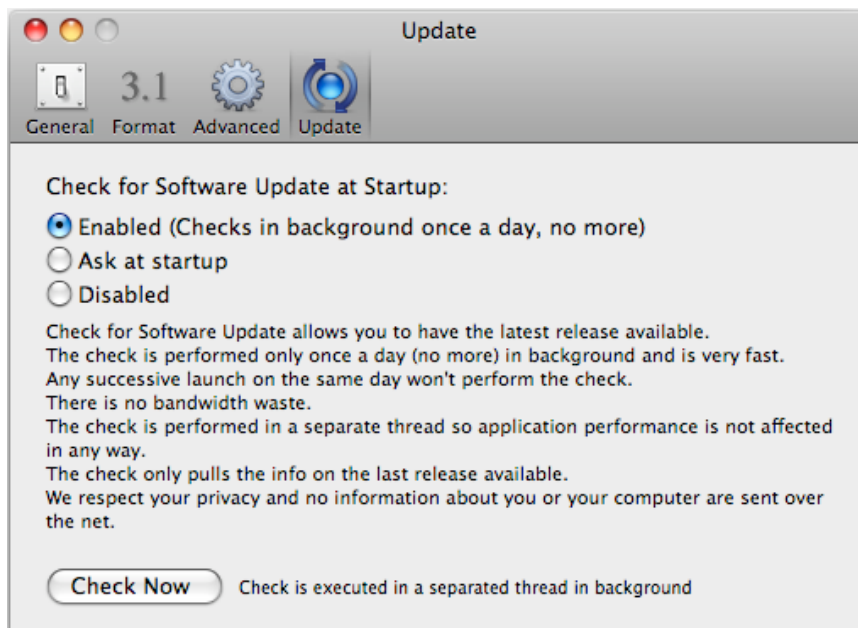 Update
3.1
General Format Advanced Update
Check for Software Update at Startup:
Enabled (Checks in background once a day, no more)
Ask at startup
Disabled
Check for Software Update allows you to have the latest release available.
The check is performed only once a day (no more) in background and is very fast.
Any successive launch on the same day won't perform the check.
There is no bandwidth waste.
The check is performed in a separate thread so application performance is not affected
in any way.
The check only pulls the info on the last release available.
We respect your privacy and no information about you or your computer are sent over
the net.
Check Now Check is executed in a separated thread in background